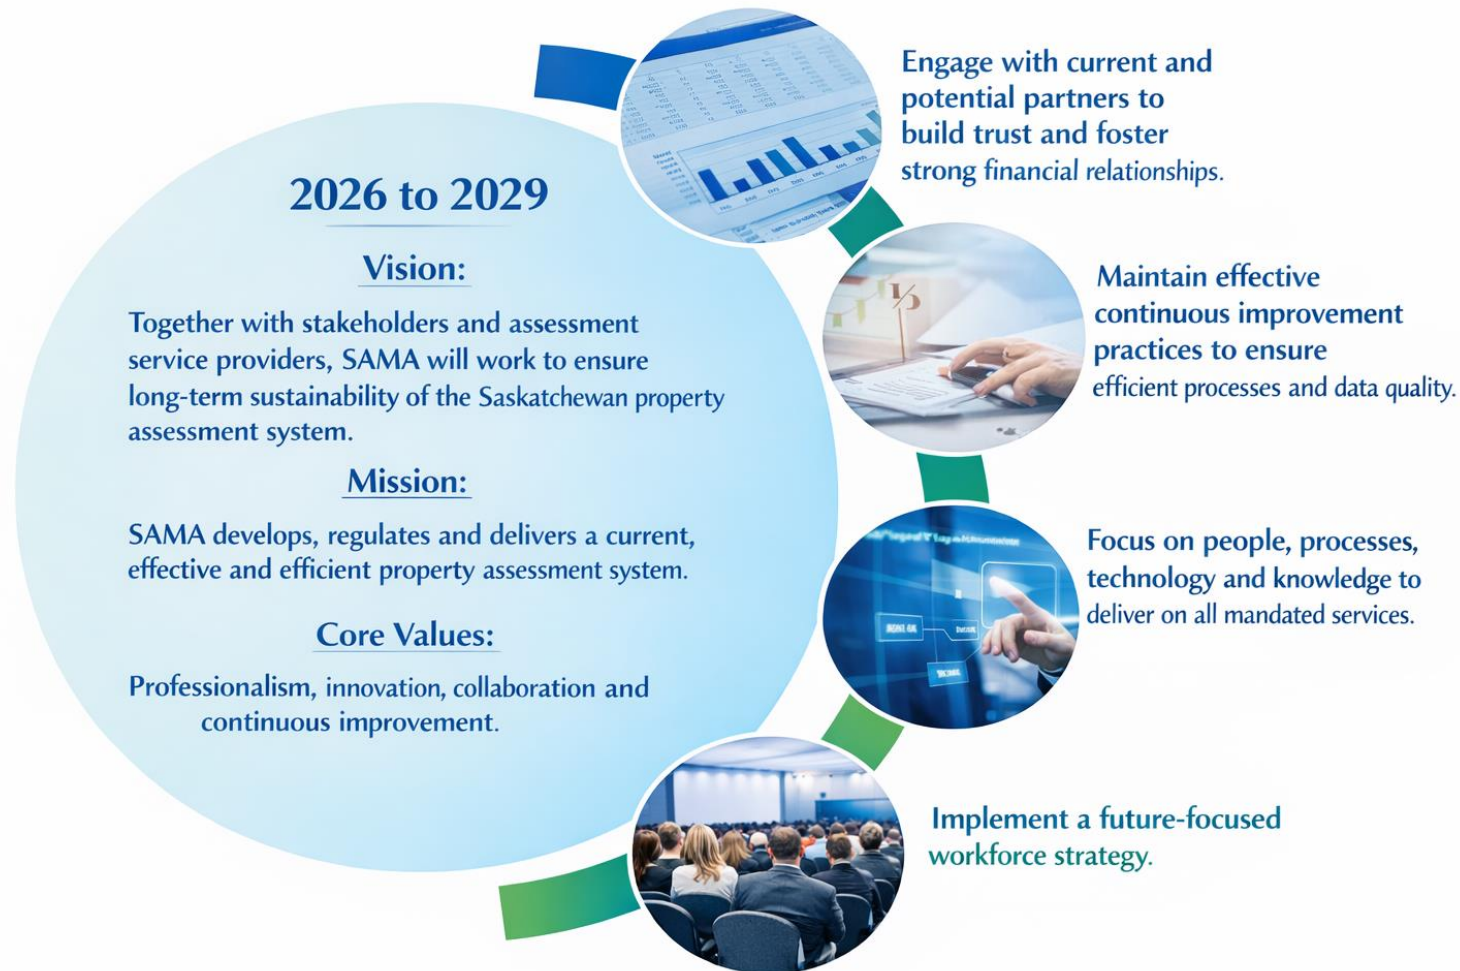 2026 to 2029
Vision:
Together with stakeholders and assessment
service providers, SAMA will work to ensure
long-term sustainability of the Saskatchewan property
assessment system.
Mission:
SAMA develops, regulates and delivers a current,
effective and efficient property assessment system.
Core Values:
Professionalism, innovation, collaboration and
continuous improvement.
Engage with current and
potential partners to
build trust and foster
strong financial relationships.
Maintain effective
continuous improvement
practices to ensure
efficient processes and data quality.
Focus on people, processes,
technology and knowledge to
deliver on all mandated services.
Implement a future-focused
workforce strategy.